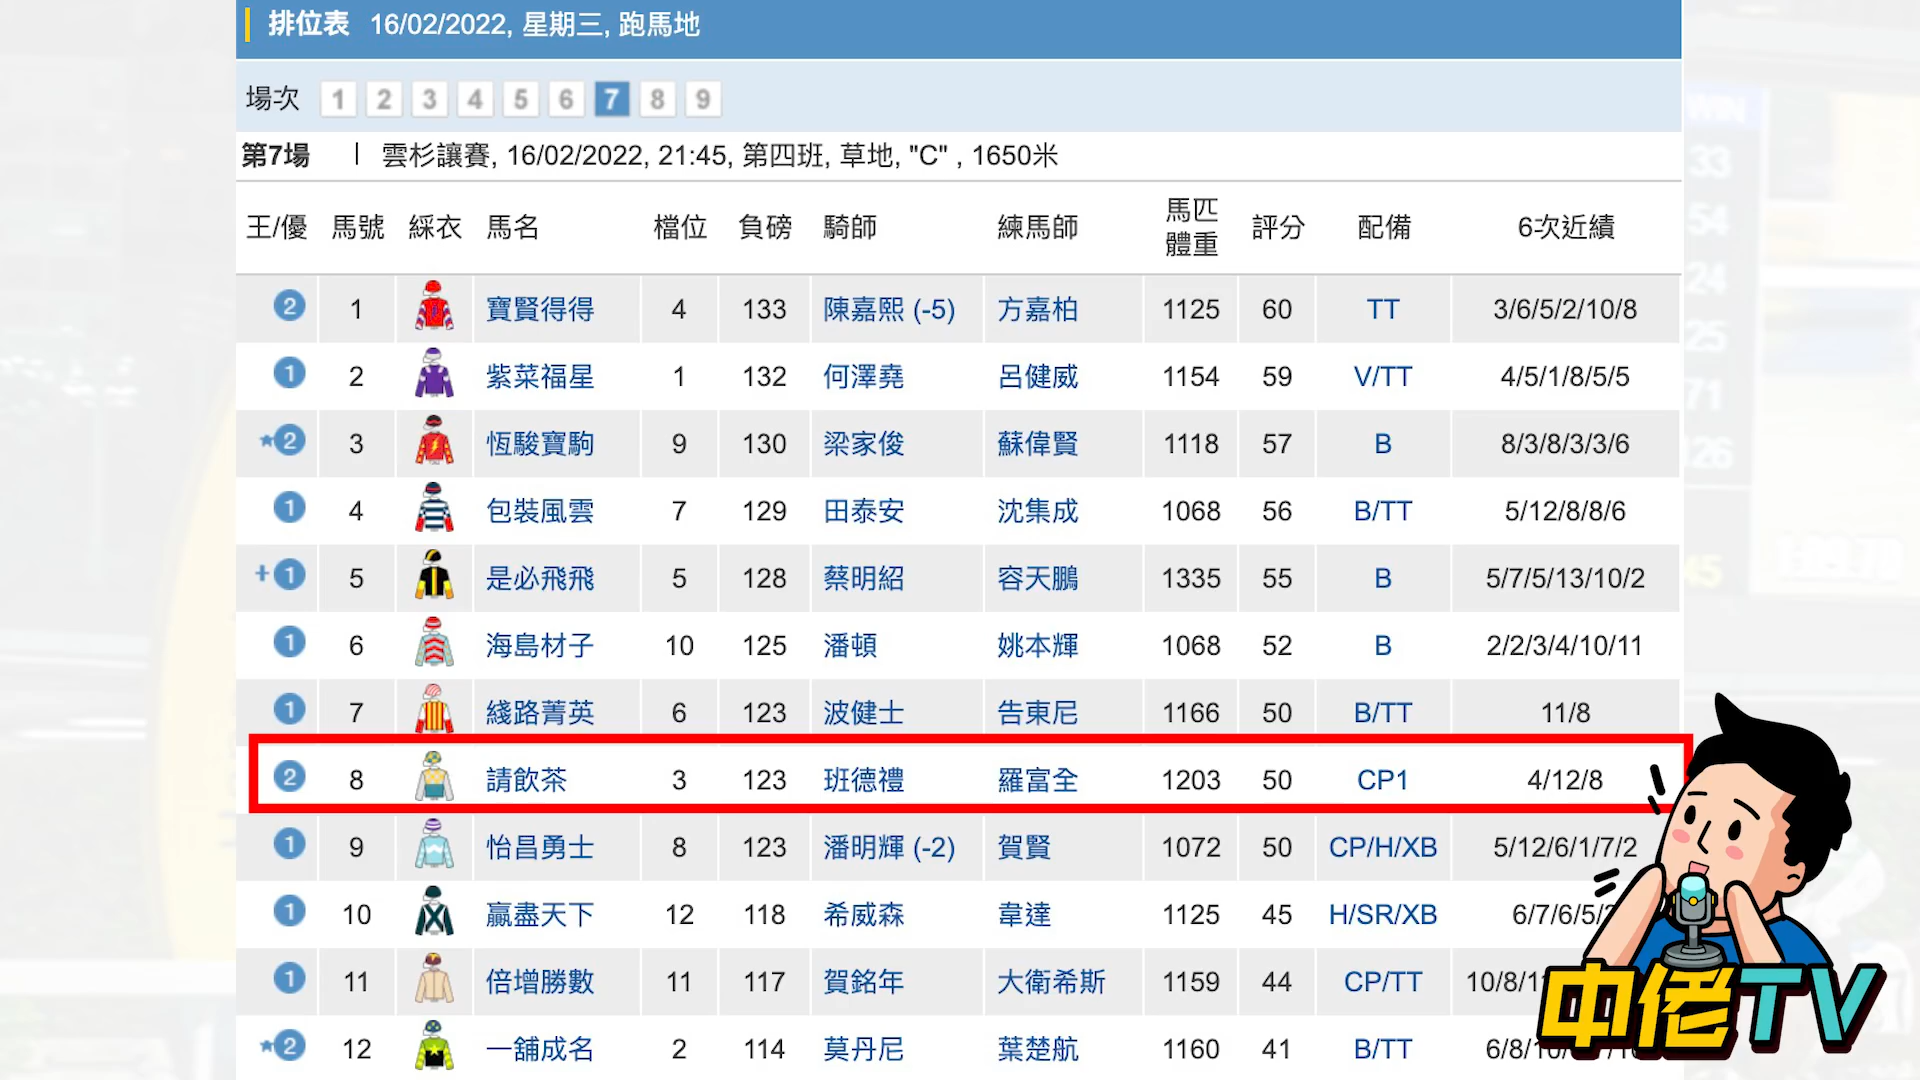 排位表 16/02/2022, 星期三, 跑馬地
場次 1 2 3 4 5 6 7 8 9
第7場 | 雲杉讓賽, 16/02/2022, 21:45, 第四班, 草地, "C" , 1650米
王/優 馬號 綵衣 馬名 檔位 負磅 騎師 練馬師 馬匹體重 評分 配備 6次近績
2 1 寶賢得得 4 133 陳嘉熙 (-5) 方嘉柏 1125 60 TT 3/6/5/2/10/8
1 2 紫菜福星 1 132 何澤堯 呂健威 1154 59 V/TT 4/5/1/8/5/5
★2 3 恆駿寶駒 9 130 梁家俊 蘇偉賢 1118 57 B 8/3/8/3/3/6
1 4 包裝風雲 7 129 田泰安 沈集成 1068 56 B/TT 5/12/8/8/6
+1 5 是必飛飛 5 128 蔡明紹 容天鵬 1335 55 B 5/7/5/13/10/2
1 6 海島材子 10 125 潘頓 姚本輝 1068 52 B 2/2/3/4/10/11
1 7 綫路菁英 6 123 波健士 告東尼 1166 50 B/TT 11/8
2 8 請飲茶 3 123 班德禮 羅富全 1203 50 CP1 4/12/8
1 9 怡昌勇士 8 123 潘明輝 (-2) 賀賢 1072 50 CP/H/XB 5/12/6/1/7/2
1 10 贏盡天下 12 118 希威森 韋達 1125 45 H/SR/XB 6/7/6/5/
1 11 倍增勝數 11 117 賀銘年 大衛希斯 1159 44 CP/TT 10/8/1
★2 12 一舖成名 2 114 莫丹尼 葉楚航 1160 41 B/TT 6/8/10
中佬TV